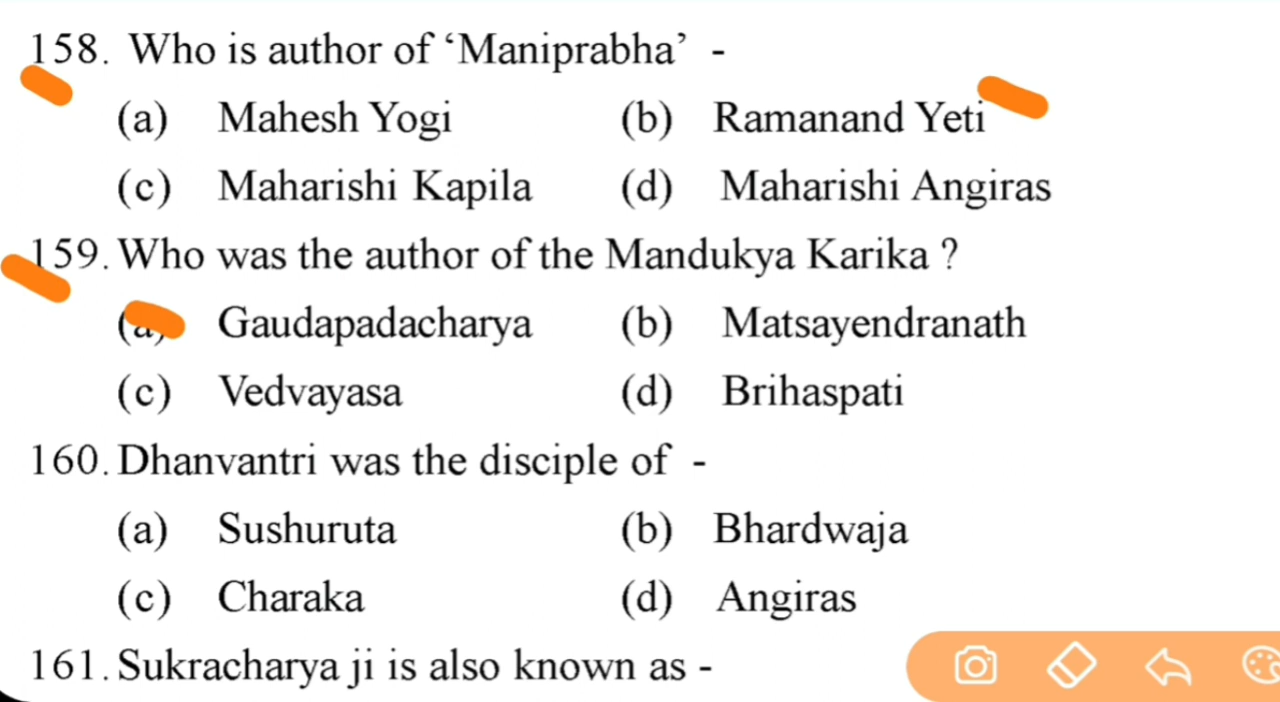 158. Who is author of ‘Maniprabha’ -
(a) Mahesh Yogi (b) Ramanand Yeti
(c) Maharishi Kapila (d) Maharishi Angiras
159. Who was the author of the Mandukya Karika ?
(a) Gaudapadacharya (b) Matsayendranath
(c) Vedvayasa (d) Brihaspati
160. Dhanvantri was the disciple of -
(a) Sushuruta (b) Bhardwaja
(c) Charaka (d) Angiras
161. Sukracharya ji is also known as -